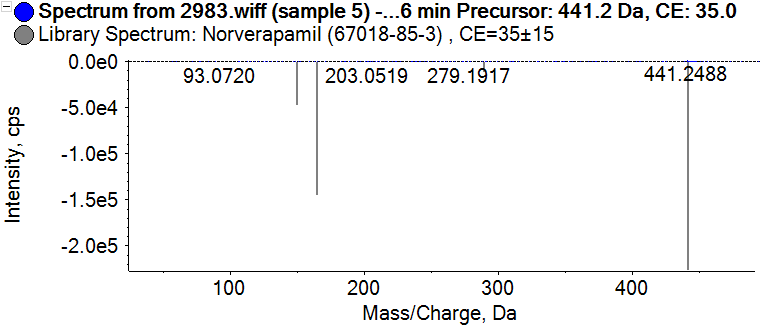 Spectrum from 2983.wiff (sample 5) -...6 min Precursor: 441.2 Da, CE: 35.0
Library Spectrum: Norverapamil (67018-85-3) , CE=35±15
0.0e0
93.0720 203.0519 279.1917 441.2488
-5.0e4
-1.0e5
-1.5e5
-2.0e5
Intensity, cps
100 200 300 400
Mass/Charge, Da